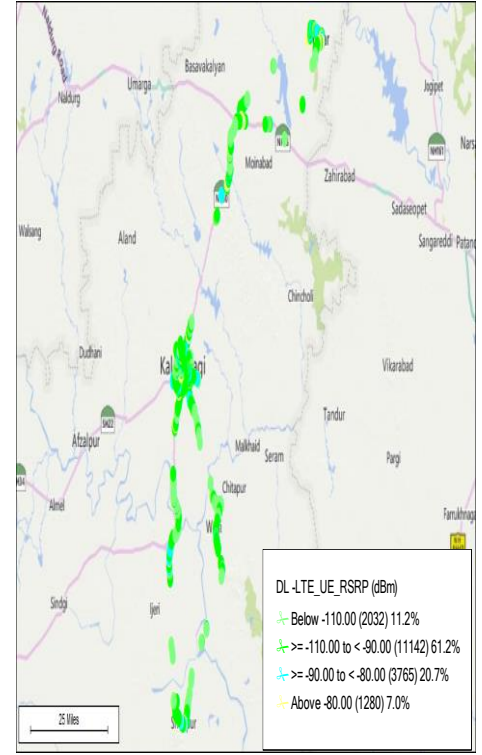 Naldurg
Umarga
Basavakalyan
Jogipet
Moinabad
Zahirabad
Sadaseopet
Sangareddi
Aland
Chincholi
Dudhani
Vikarabad
Tandur
SH22
Afzalpur
Malkhaid
Seram
Pargi
Chitapur
Almel
Sindgi
Ijeri
25 Miles
DL -LTE_UE_RSRP (dBm)
Below -110.00 (2032) 11.2%
>= -110.00 to < -90.00 (11142) 61.2%
>= -90.00 to < -80.00 (3765) 20.7%
Above -80.00 (1280) 7.0%